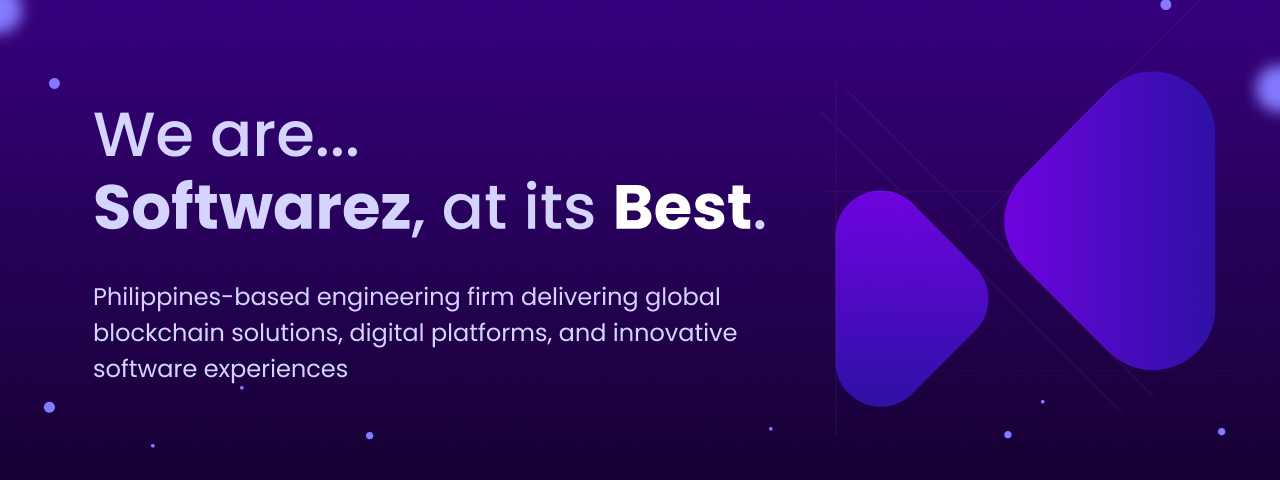 We are...
Softwarez, at its Best.
Philippines-based engineering firm delivering global
blockchain solutions, digital platforms, and innovative
software experiences